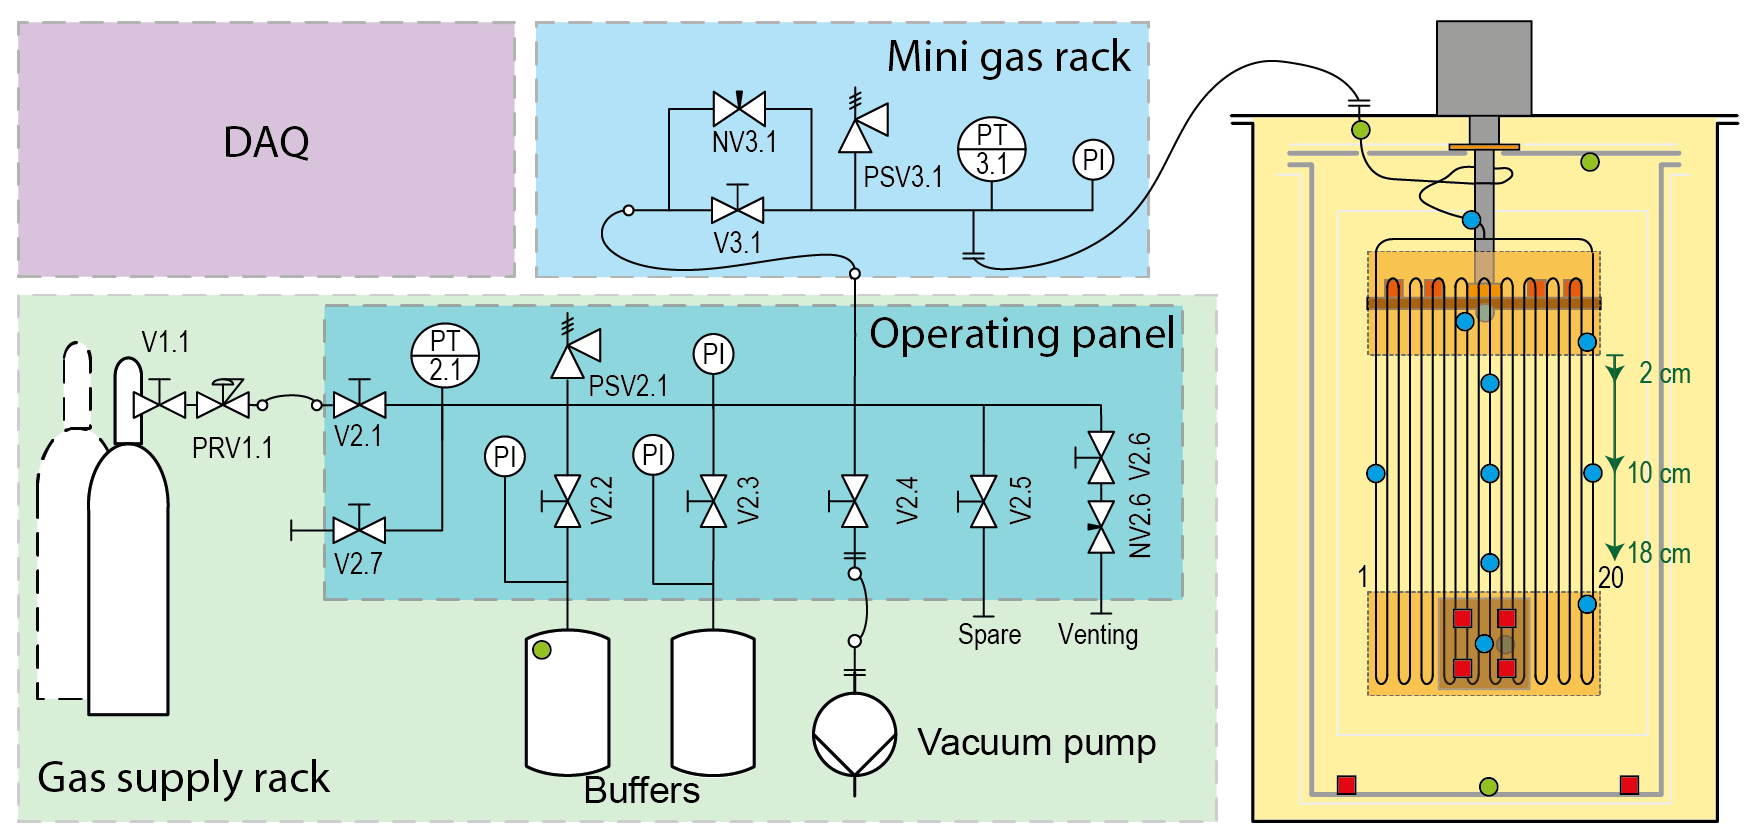 DAQ
Mini gas rack
NV3.1
PSV3.1
PT
3.1
PI
V3.1
Operating panel
V1.1
PRV1.1
V2.1
PT
2.1
PSV2.1
PI
PI
PI
V2.2
V2.3
V2.4
V2.5
V2.6
NV2.6
V2.7
Spare
Venting
Vacuum pump
Buffers
Gas supply rack
2 cm
10 cm
18 cm
1
20